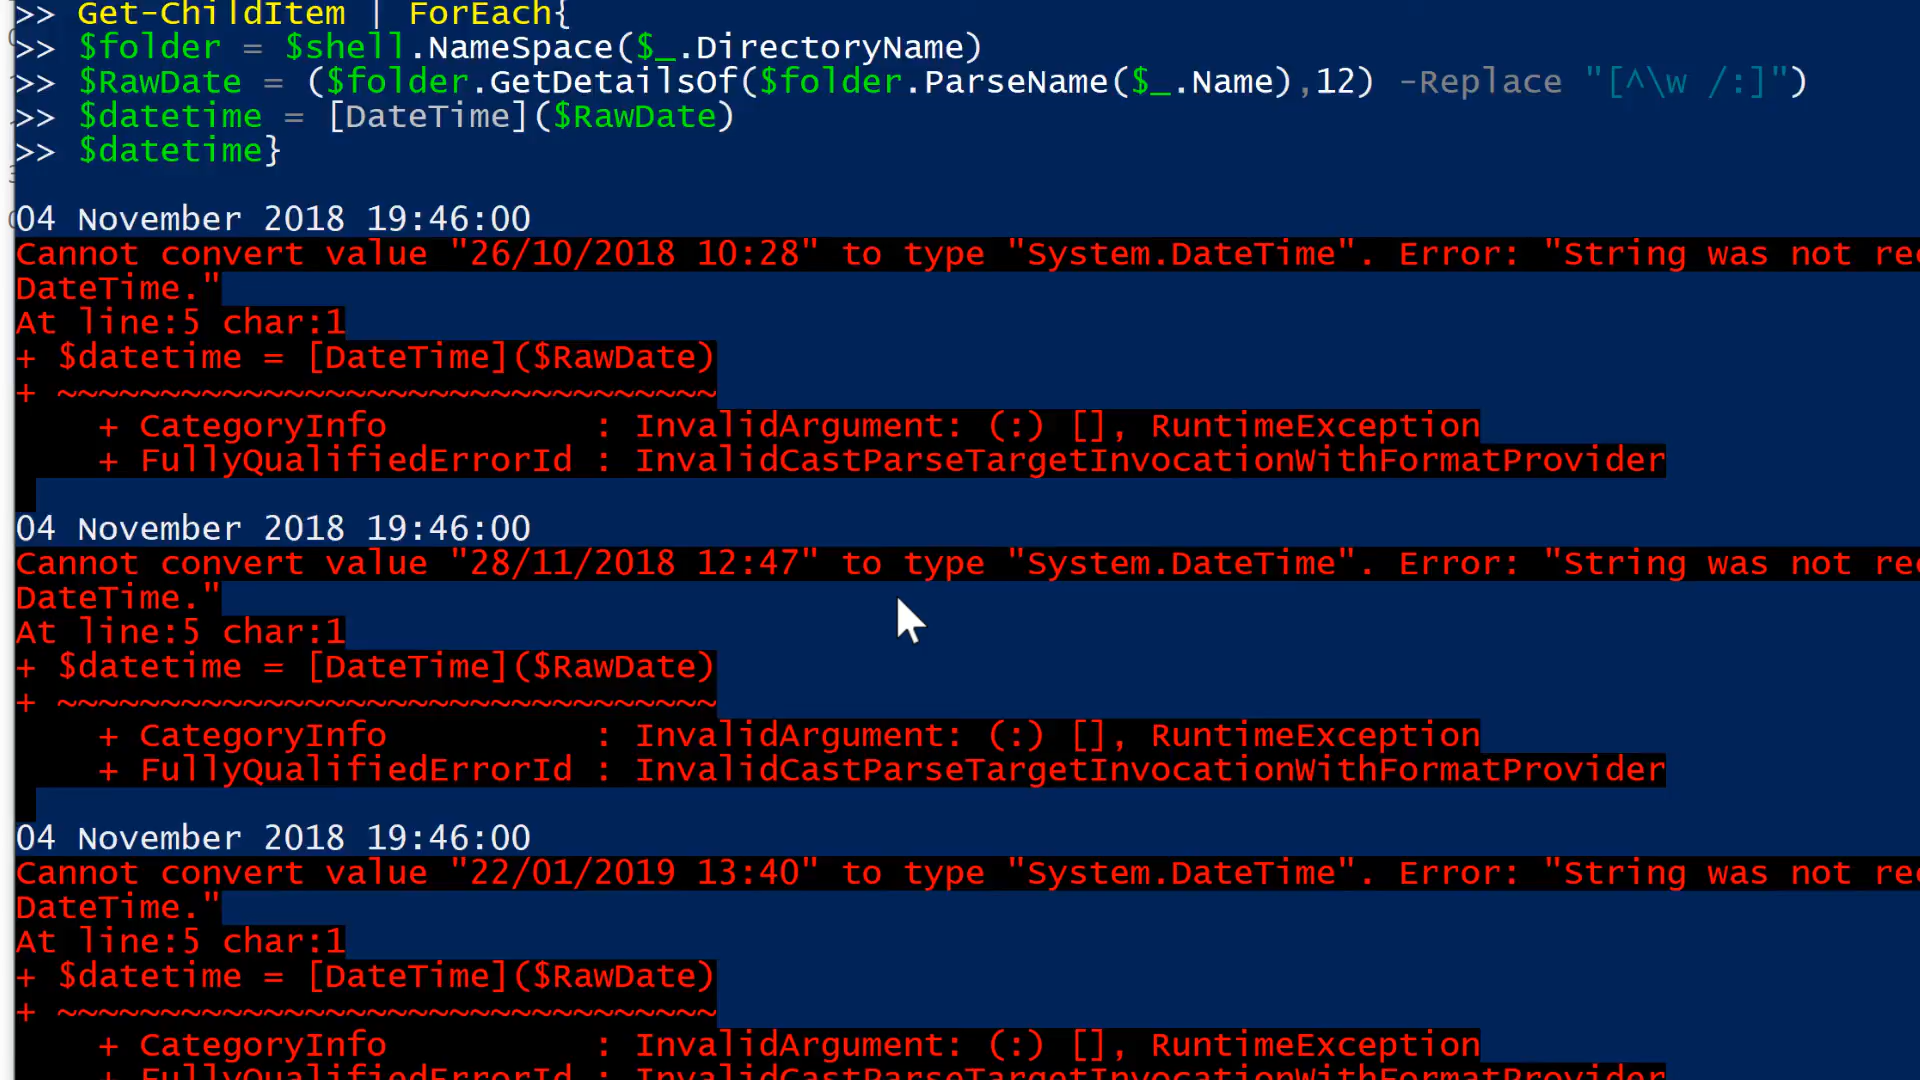 >> Get-ChildItem | ForEach{
>> $folder = $shell.NameSpace($_.DirectoryName)
>> $RawDate = ($folder.GetDetailsOf($folder.ParseName($_.Name),12) -Replace "[^\w /:]")
>> $datetime = [DateTime]($RawDate)
>> $datetime}
04 November 2018 19:46:00
Cannot convert value "26/10/2018 10:28" to type "System.DateTime". Error: "String was not rec
DateTime."
At line:5 char:1
+ $datetime = [DateTime]($RawDate)
+ ~~~~~~~~~~~~~~~~~~~~~~~~~~~~~~~~
+ CategoryInfo          : InvalidArgument: (:) [], RuntimeException
+ FullyQualifiedErrorId : InvalidCastParseTargetInvocationWithFormatProvider
04 November 2018 19:46:00
Cannot convert value "28/11/2018 12:47" to type "System.DateTime". Error: "String was not rec
DateTime."
At line:5 char:1
+ $datetime = [DateTime]($RawDate)
+ ~~~~~~~~~~~~~~~~~~~~~~~~~~~~~~~~
+ CategoryInfo          : InvalidArgument: (:) [], RuntimeException
+ FullyQualifiedErrorId : InvalidCastParseTargetInvocationWithFormatProvider
04 November 2018 19:46:00
Cannot convert value "22/01/2019 13:40" to type "System.DateTime". Error: "String was not rec
DateTime."
At line:5 char:1
+ $datetime = [DateTime]($RawDate)
+ ~~~~~~~~~~~~~~~~~~~~~~~~~~~~~~~~
+ CategoryInfo          : InvalidArgument: (:) [], RuntimeException
+ FullyQualifiedErrorId : InvalidCastParseTargetInvocationWithFormatProvider